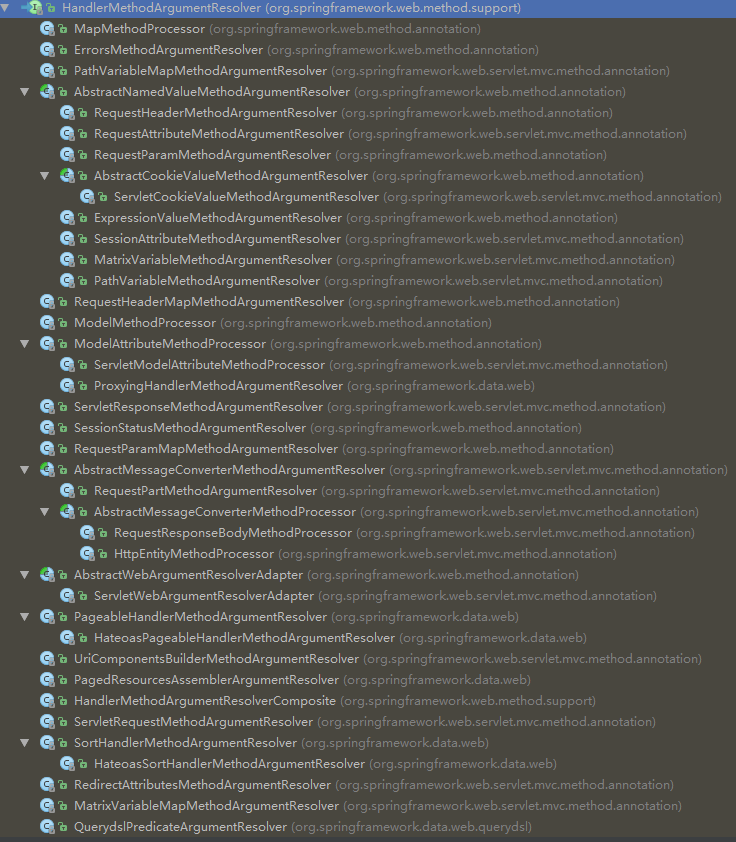 HandlerMethodArgumentResolver (org.springframework.web.method.support)
MapMethodProcessor (org.springframework.web.method.annotation)
ErrorsMethodArgumentResolver (org.springframework.web.method.annotation)
PathVariableMapMethodArgumentResolver (org.springframework.web.servlet.mvc.method.annotation)
AbstractNamedValueMethodArgumentResolver (org.springframework.web.method.annotation)
RequestHeaderMethodArgumentResolver (org.springframework.web.method.annotation)
RequestAttributeMethodArgumentResolver (org.springframework.web.servlet.mvc.method.annotation)
RequestParamMethodArgumentResolver (org.springframework.web.method.annotation)
AbstractCookieValueMethodArgumentResolver (org.springframework.web.method.annotation)
ServletCookieValueMethodArgumentResolver (org.springframework.web.servlet.mvc.method.annotation)
ExpressionValueMethodArgumentResolver (org.springframework.web.method.annotation)
SessionAttributeMethodArgumentResolver (org.springframework.web.servlet.mvc.method.annotation)
MatrixVariableMethodArgumentResolver (org.springframework.web.servlet.mvc.method.annotation)
PathVariableMethodArgumentResolver (org.springframework.web.servlet.mvc.method.annotation)
RequestHeaderMapMethodArgumentResolver (org.springframework.web.method.annotation)
ModelMethodProcessor (org.springframework.web.method.annotation)
ModelAttributeMethodProcessor (org.springframework.web.method.annotation)
ServletModelAttributeMethodProcessor (org.springframework.web.servlet.mvc.method.annotation)
ProxyingHandlerMethodArgumentResolver (org.springframework.data.web)
ServletResponseMethodArgumentResolver (org.springframework.web.servlet.mvc.method.annotation)
SessionStatusMethodArgumentResolver (org.springframework.web.method.annotation)
RequestParamMapMethodArgumentResolver (org.springframework.web.method.annotation)
AbstractMessageConverterMethodArgumentResolver (org.springframework.web.servlet.mvc.method.annotation)
RequestPartMethodArgumentResolver (org.springframework.web.servlet.mvc.method.annotation)
AbstractMessageConverterMethodProcessor (org.springframework.web.servlet.mvc.method.annotation)
RequestResponseBodyMethodProcessor (org.springframework.web.servlet.mvc.method.annotation)
HttpEntityMethodProcessor (org.springframework.web.servlet.mvc.method.annotation)
AbstractWebArgumentResolverAdapter (org.springframework.web.method.annotation)
ServletWebArgumentResolverAdapter (org.springframework.web.servlet.mvc.method.annotation)
PageableHandlerMethodArgumentResolver (org.springframework.data.web)
HateoasPageableHandlerMethodArgumentResolver (org.springframework.data.web)
UriComponentsBuilderMethodArgumentResolver (org.springframework.web.servlet.mvc.method.annotation)
PagedResourcesAssemblerArgumentResolver (org.springframework.data.web)
HandlerMethodArgumentResolverComposite (org.springframework.web.method.support)
ServletRequestMethodArgumentResolver (org.springframework.web.servlet.mvc.method.annotation)
SortHandlerMethodArgumentResolver (org.springframework.data.web)
HateoasSortHandlerMethodArgumentResolver (org.springframework.data.web)
RedirectAttributesMethodArgumentResolver (org.springframework.web.servlet.mvc.method.annotation)
MatrixVariableMapMethodArgumentResolver (org.springframework.web.servlet.mvc.method.annotation)
QuerydslPredicateArgumentResolver (org.springframework.data.web.querydsl)